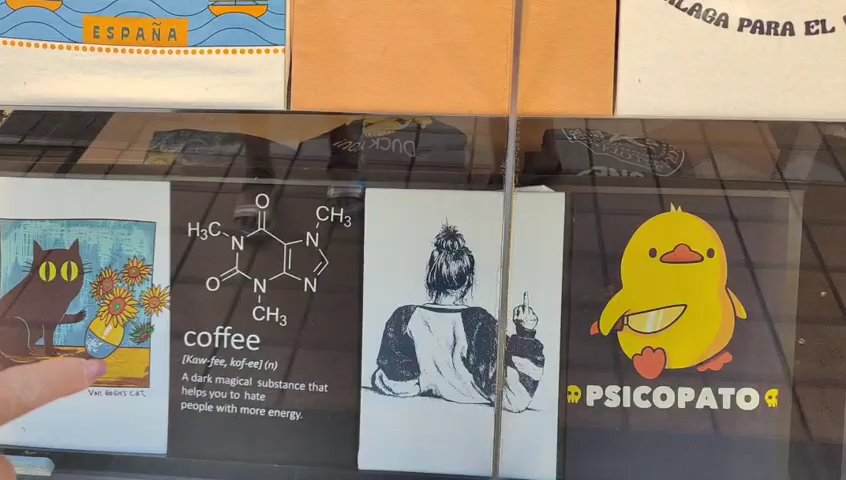 ESPAÑA
PARA EL
VAN GOGH'S CAT
O
CH₃
H₃C
N
N
O
N
N
CH₃
coffee
[Kaw-fee, kof-ee] (n)
A dark magical substance that
helps you to hate
people with more energy.
PSICOPATO